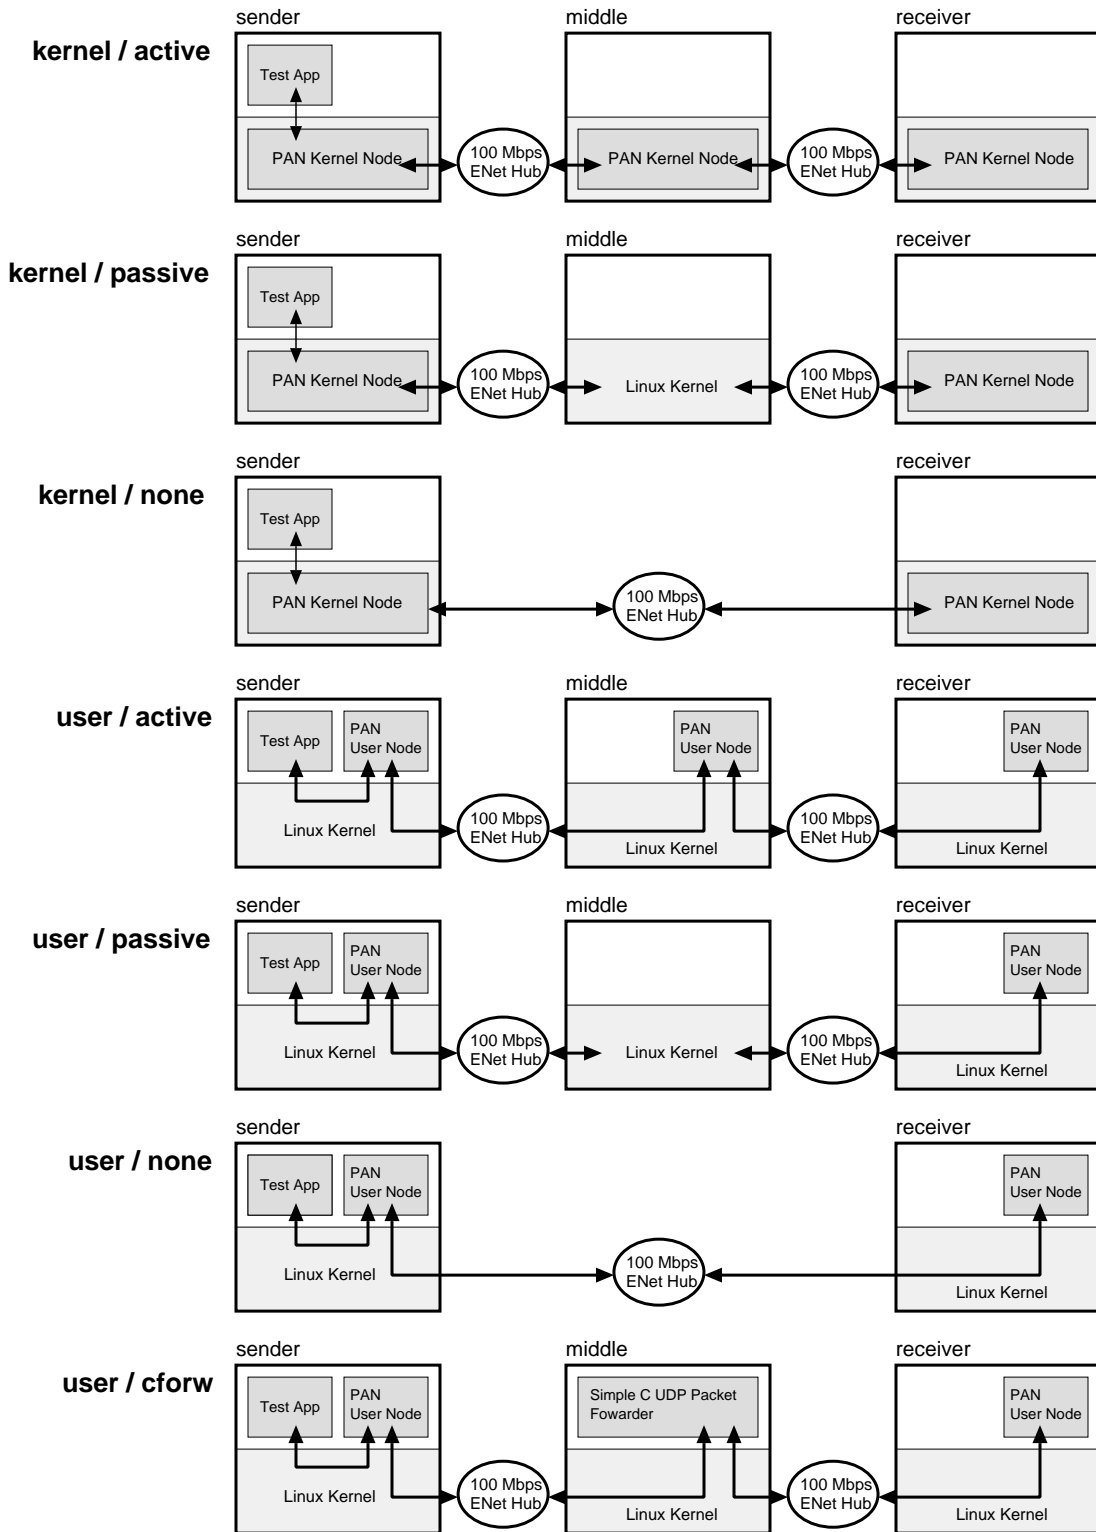 sender
middle
receiver
kernel / active
Test App
PAN Kernel Node
100 Mbps
ENet Hub
PAN Kernel Node
100 Mbps
ENet Hub
PAN Kernel Node
sender
middle
receiver
kernel / passive
Test App
PAN Kernel Node
100 Mbps
ENet Hub
Linux Kernel
100 Mbps
ENet Hub
PAN Kernel Node
sender
receiver
kernel / none
Test App
PAN Kernel Node
100 Mbps
ENet Hub
PAN Kernel Node
sender
middle
receiver
user / active
Test App
PAN
User Node
Linux Kernel
100 Mbps
ENet Hub
PAN
User Node
Linux Kernel
100 Mbps
ENet Hub
PAN
User Node
Linux Kernel
sender
middle
receiver
user / passive
Test App
PAN
User Node
Linux Kernel
100 Mbps
ENet Hub
Linux Kernel
100 Mbps
ENet Hub
PAN
User Node
Linux Kernel
sender
receiver
user / none
Test App
PAN
User Node
Linux Kernel
100 Mbps
ENet Hub
PAN
User Node
Linux Kernel
sender
middle
receiver
user / cforw
Test App
PAN
User Node
Linux Kernel
100 Mbps
ENet Hub
Simple C UDP Packet
Fowarder
Linux Kernel
100 Mbps
ENet Hub
PAN
User Node
Linux Kernel